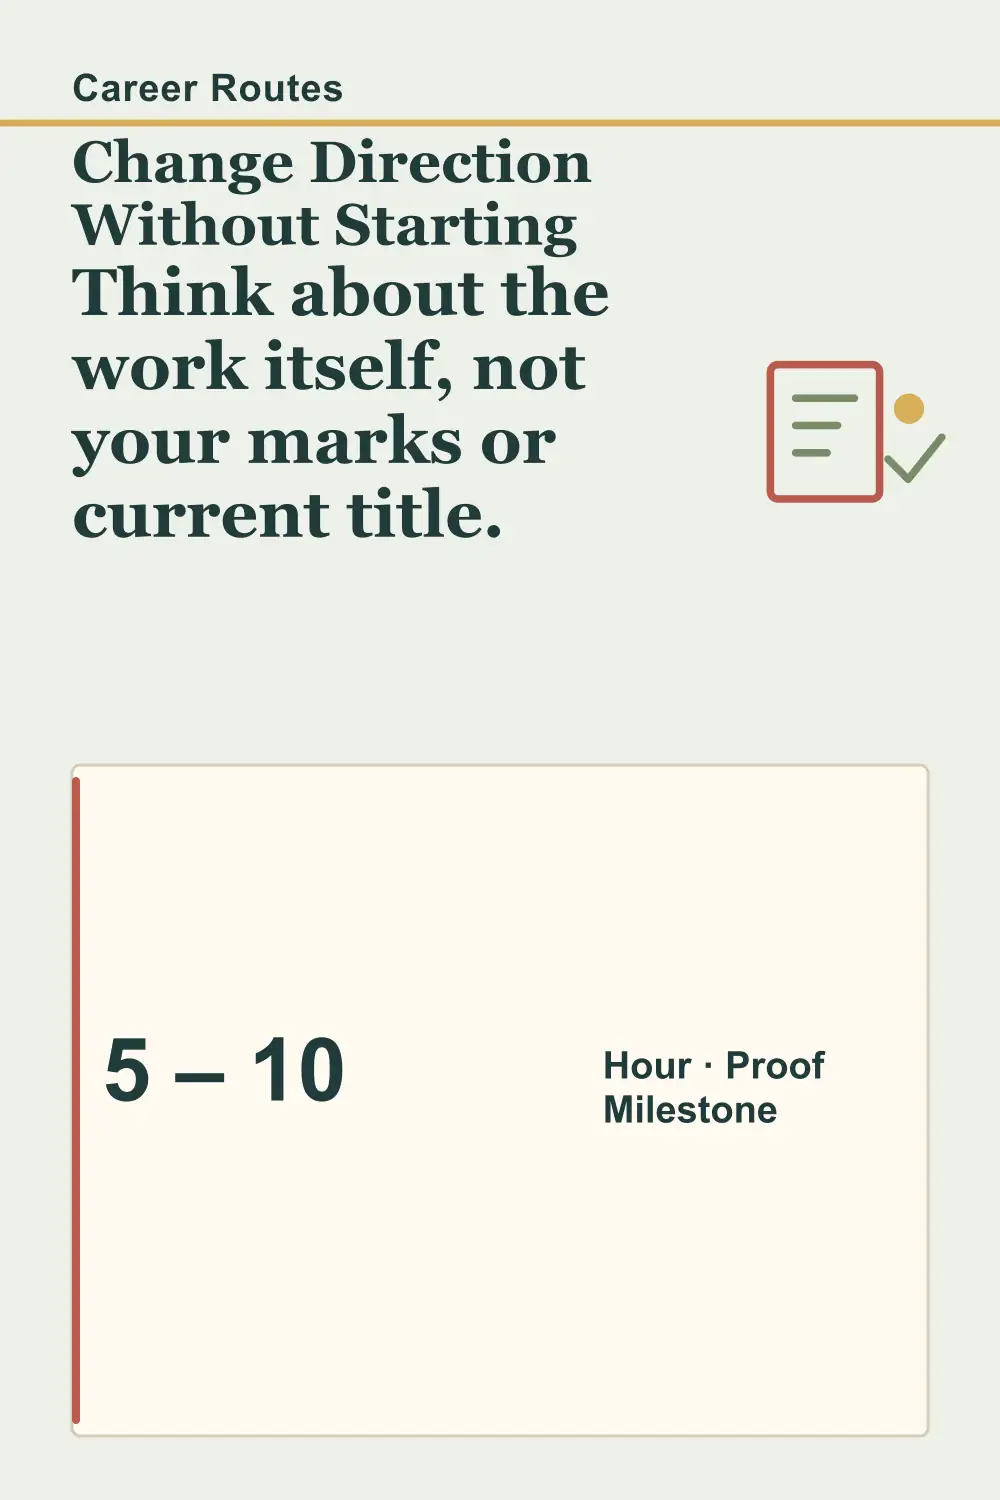 Career Routes
Change Direction
Without Starting
Think about the
work itself, not
your marks or
current title.
5 – 10
Hour · Proof
Milestone